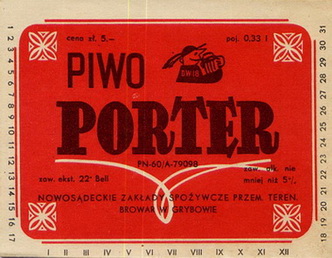 cena zł. 5.— poj. 0,33 l
GW1B
PIWO
PORTER
PN-60/A-79098
zaw. ekst. 22° Ball zaw. alk. nie
mniej niż 5%
NOWOSĄDECKIE ZAKŁADY SPOŻYWCZE PRZEM. TEREN.
BROWAR W GRYBOWIE
1 2 3 4 5 6 7 8 9 10 11 12 13 14 15 16 17
18 19 20 21 22 23 24 25 26 27 28 29 30 31
I II III IV V VI VII VIII IX X XI XII